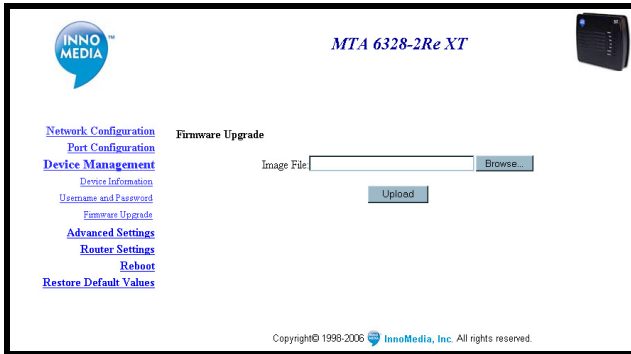 INNO
MEDIA
TM
MTA 6328-2Re XT
Network Configuration
Port Configuration
Device Management
Device Information
Username and Password
Firmware Upgrade
Advanced Settings
Router Settings
Reboot
Restore Default Values
Firmware Upgrade
Image File:
Browse...
Upload
Copyright© 1998-2006 InnoMedia, Inc. All rights reserved.